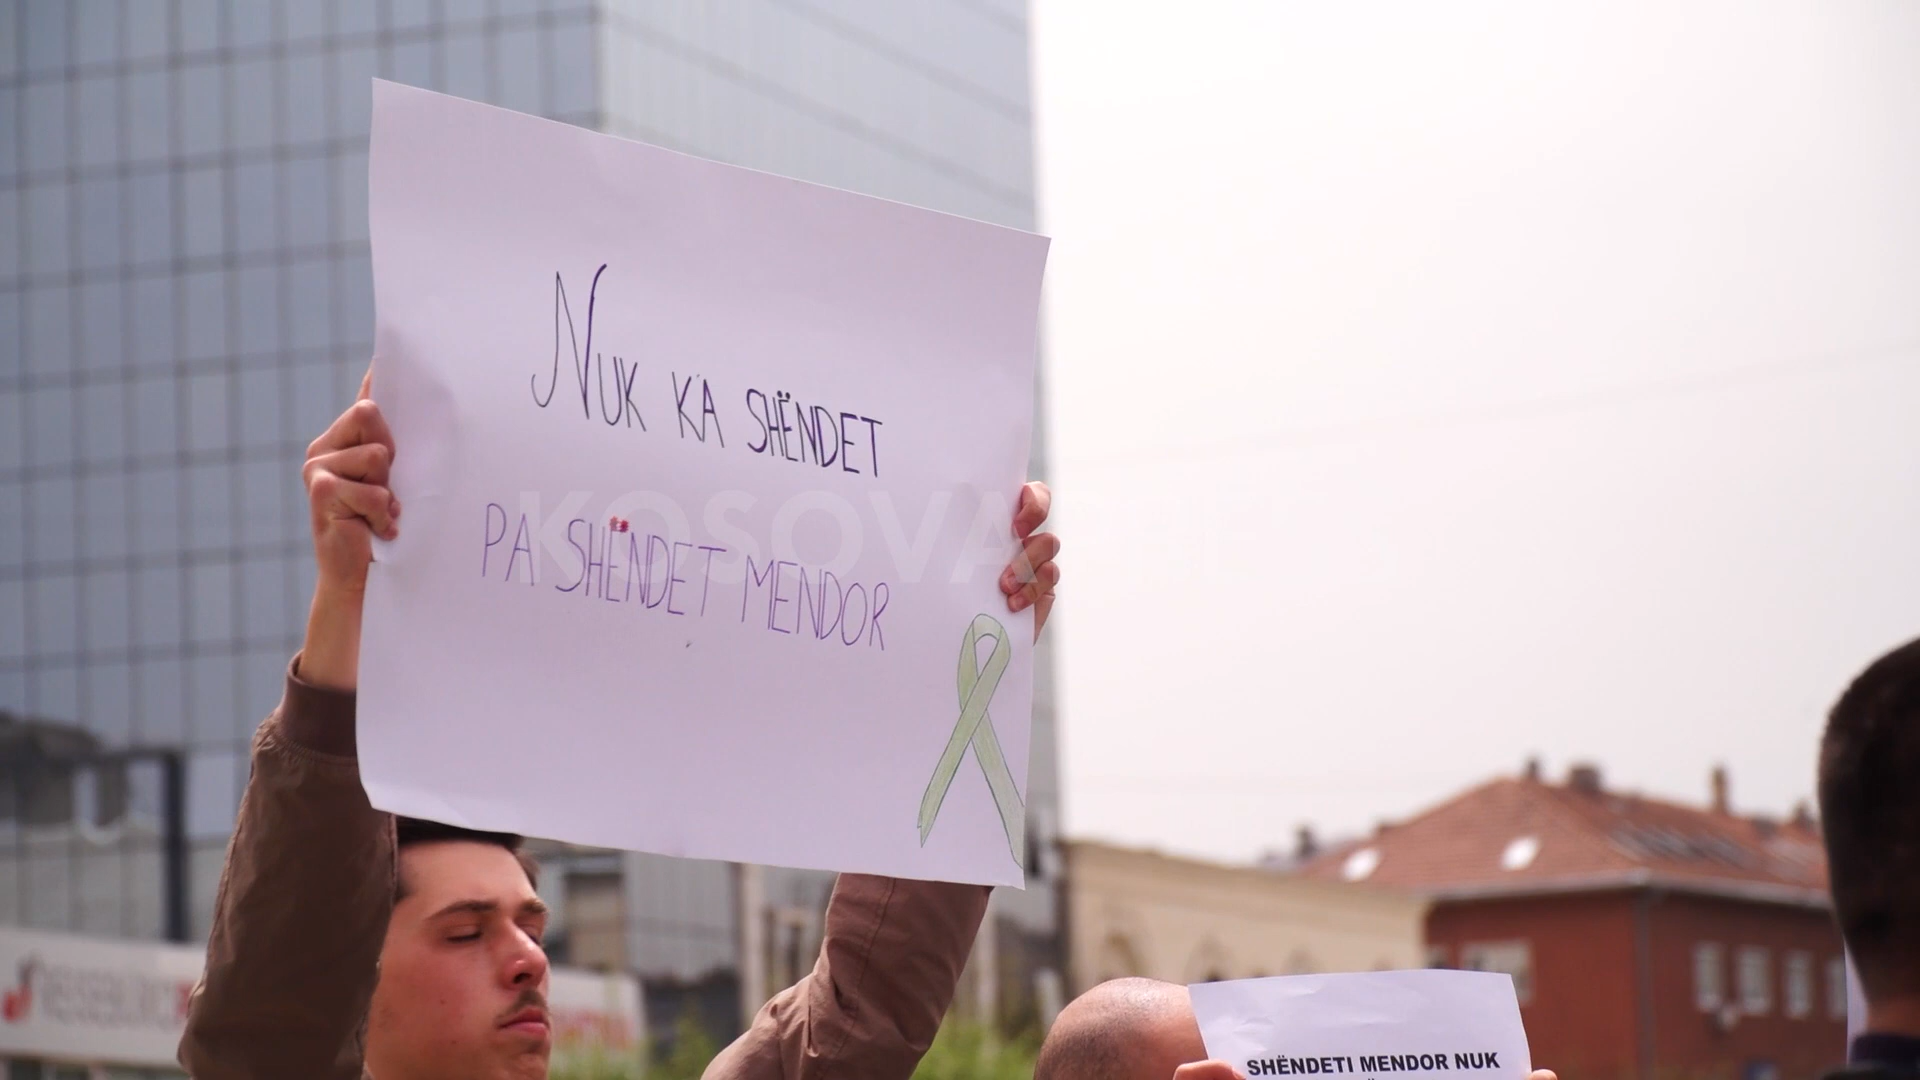 NUK KA SHËNDET
PA SHËNDET MENDOR
KOSOVA
SHËNDETI MENDOR NUK